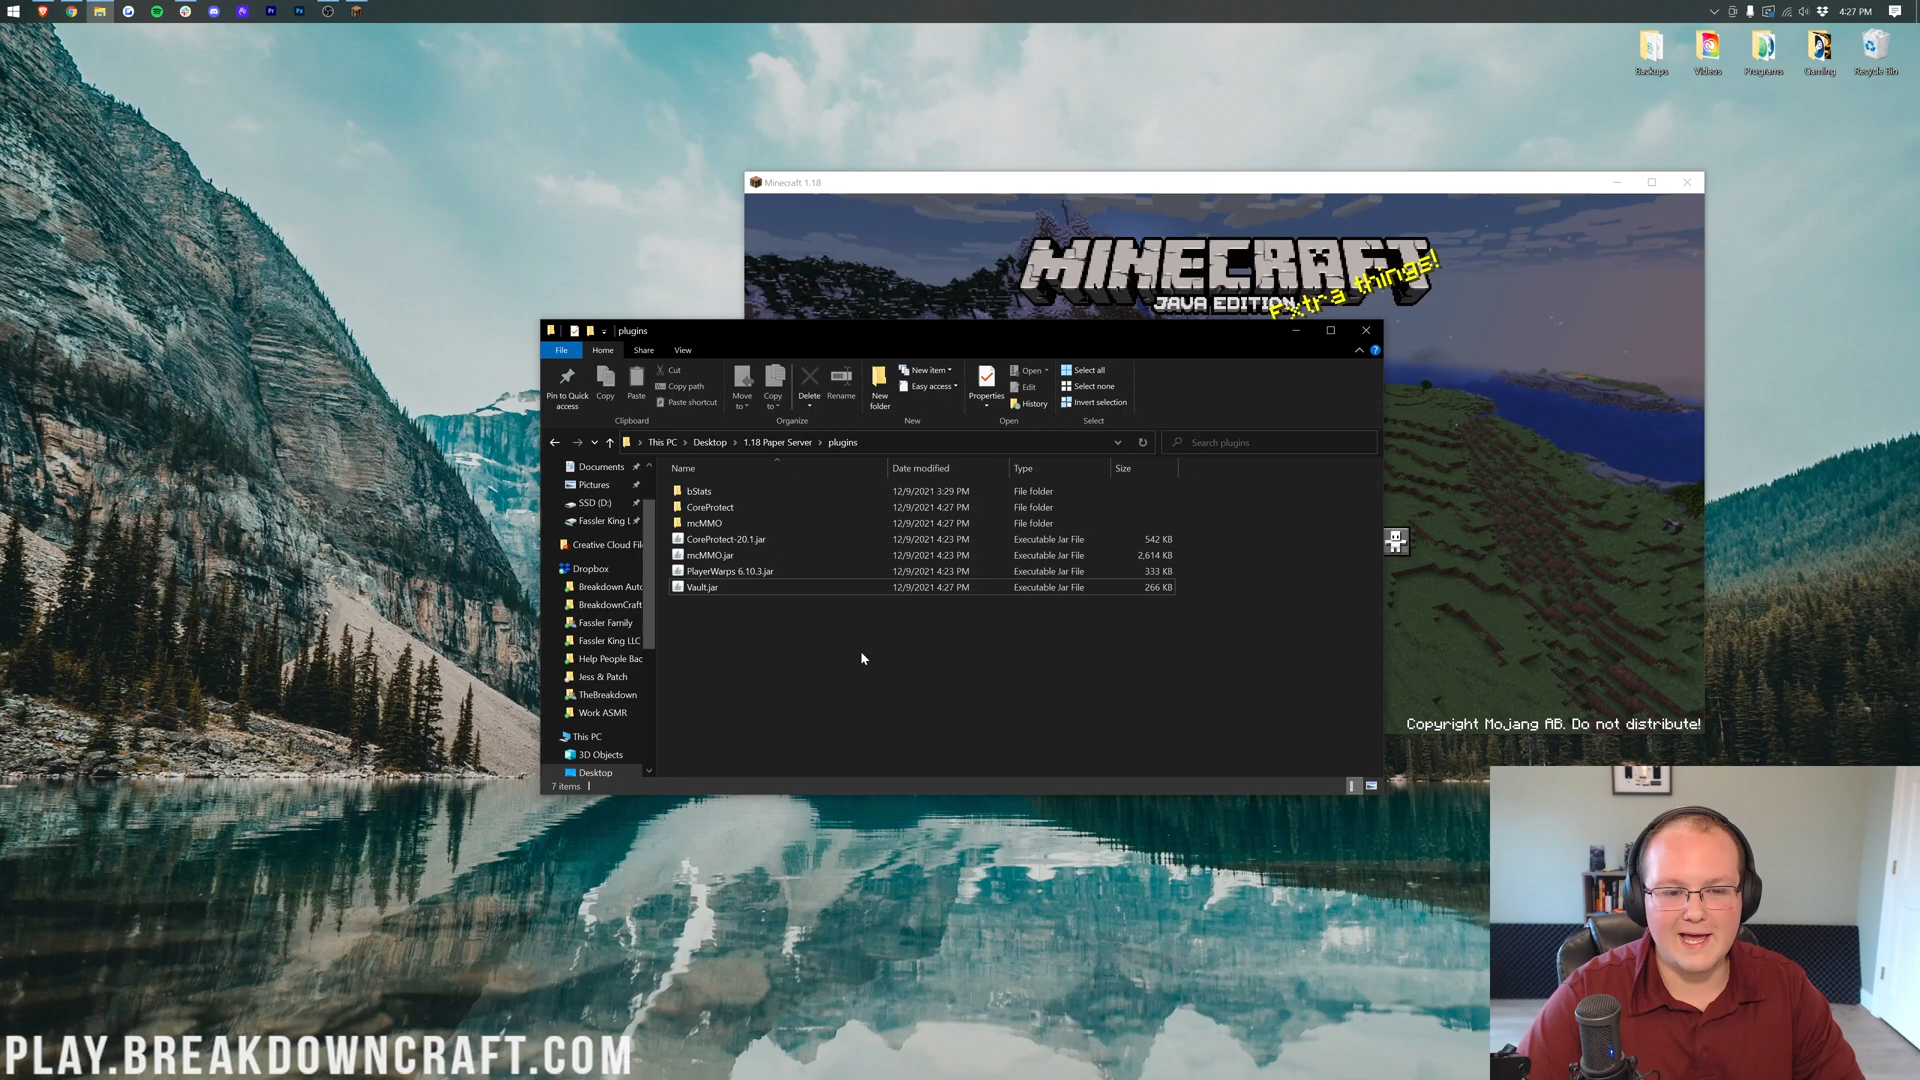 4:27 PM
Backups
Videos
Programs
Gaming
Recycle Bin
Minecraft 1.18
MINECRAFT
JAVA EDITION
Extra things!
plugins
File
Home
Share
View
Pin to Quick access
Copy
Paste
Cut
Copy path
Paste shortcut
Clipboard
Move to
Copy to
Delete
Rename
Organize
New folder
New item
Easy access
New
Properties
Open
Edit
History
Open
Select all
Select none
Invert selection
Select
This PC > Desktop > 1.18 Paper Server > plugins
Search plugins
Documents
Pictures
SSD (D:)
Fassler King L
Creative Cloud Fil
Dropbox
Breakdown Auto
BreakdownCraft
Fassler Family
Fassler King LLC
Help People Bac
Jess & Patch
TheBreakdown
Work ASMR
This PC
3D Objects
Desktop
Name Date modified Type Size
bStats 12/9/2021 3:29 PM File folder
CoreProtect 12/9/2021 4:27 PM File folder
mcMMO 12/9/2021 4:27 PM File folder
CoreProtect-20.1.jar 12/9/2021 4:23 PM Executable Jar File 542 KB
mcMMO.jar 12/9/2021 4:23 PM Executable Jar File 2,614 KB
PlayerWarps 6.10.3.jar 12/9/2021 4:23 PM Executable Jar File 333 KB
Vault.jar 12/9/2021 4:27 PM Executable Jar File 266 KB
7 items
Copyright Mojang AB. Do not distribute!
PLAY.BREAKDOWNCRAFT.COM